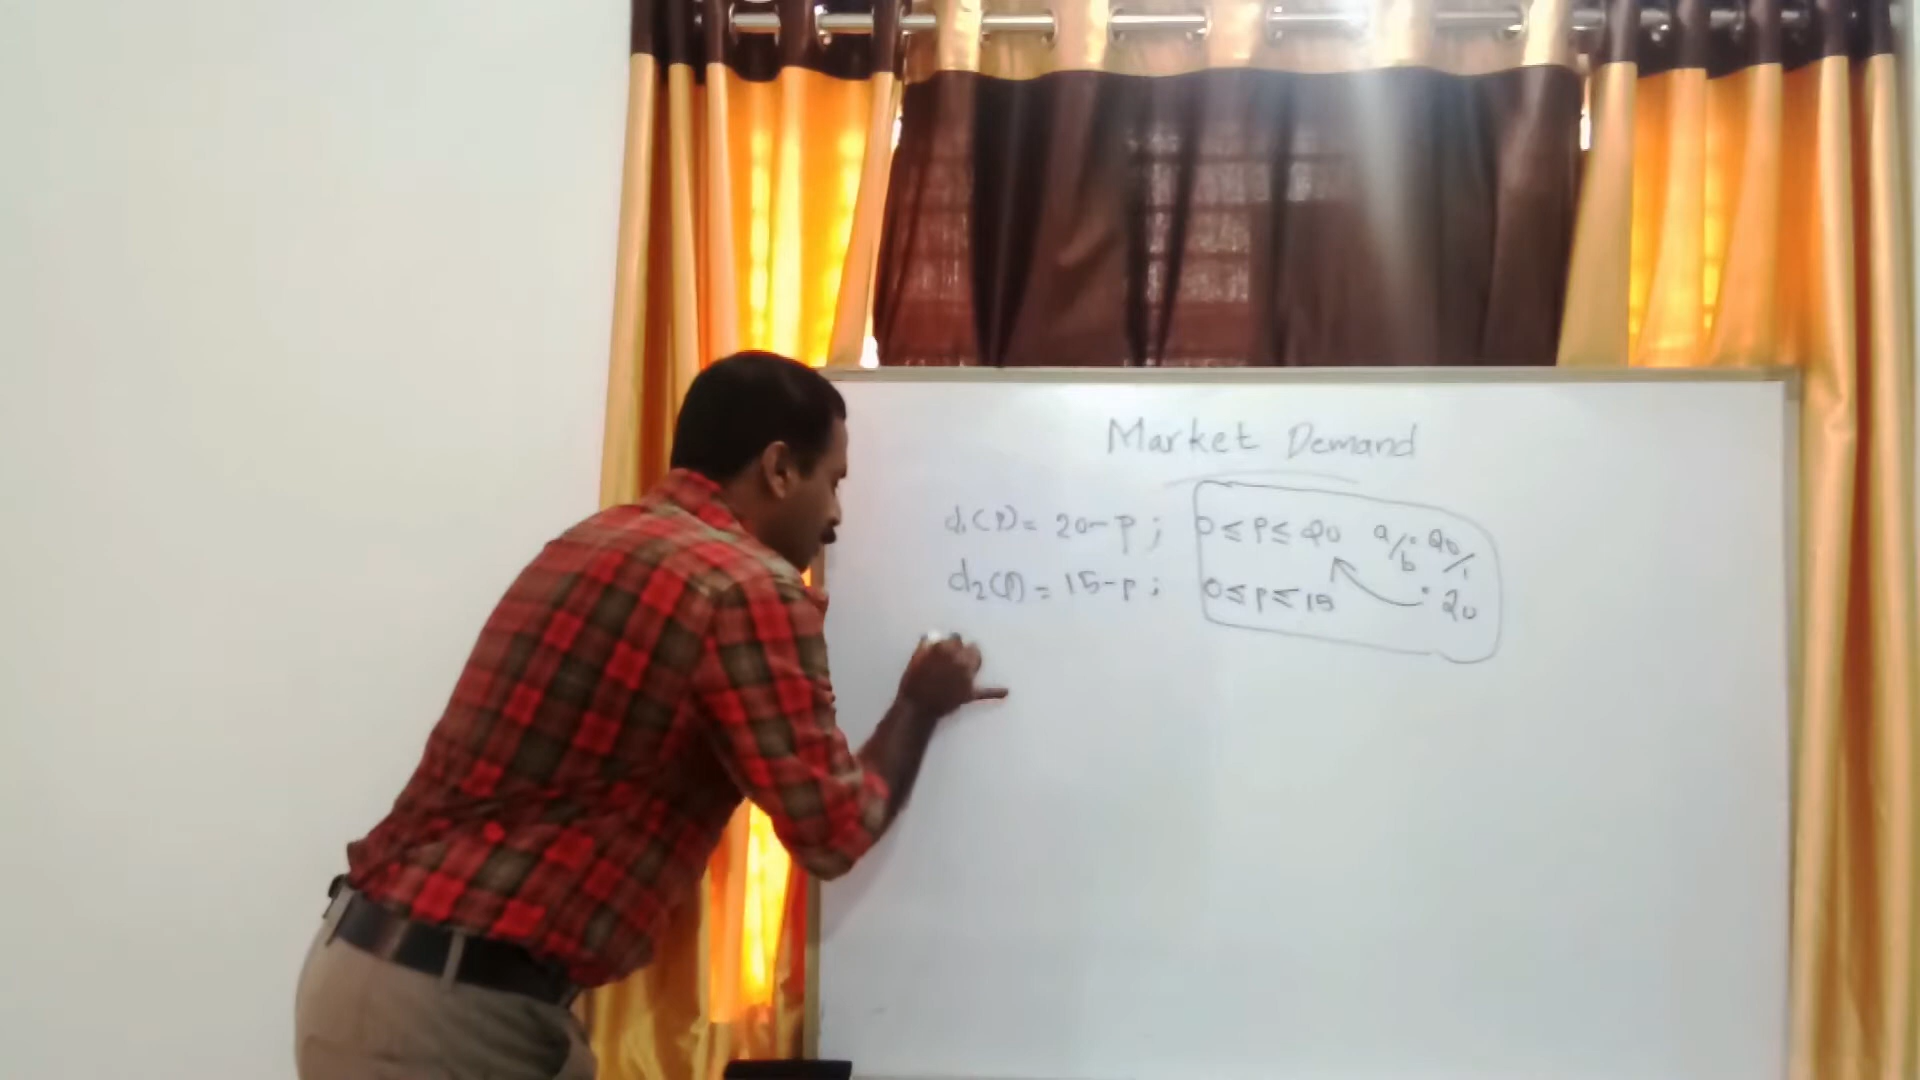 Market Demand
d₁(p) = 20-p ; 0 ≤ p ≤ 20 a/b = 20/1
d₂(p) = 15-p ; 0 ≤ p ≤ 15 = 20